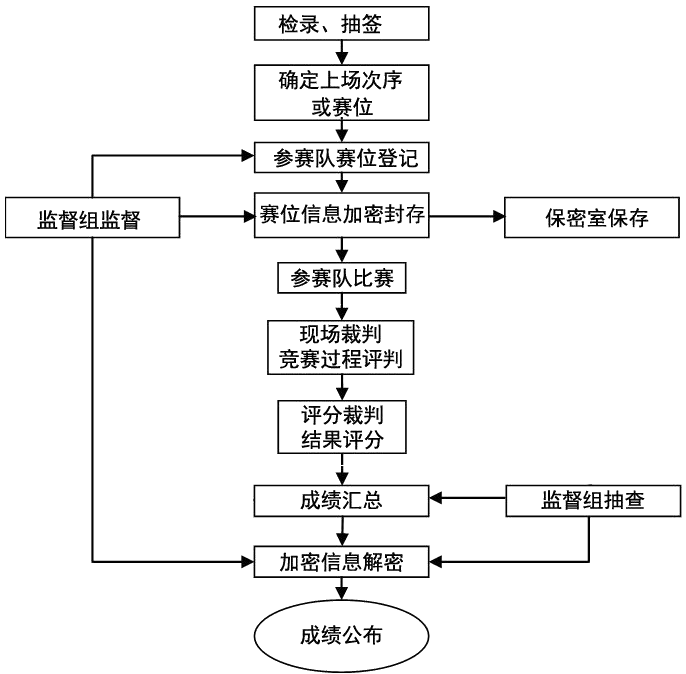 检录、抽签
确定上场次序
或赛位
参赛队赛位登记
监督组监督
赛位信息加密封存
保密室保存
参赛队比赛
现场裁判
竞赛过程评判
评分裁判
结果评分
成绩汇总
监督组抽查
加密信息解密
成绩公布